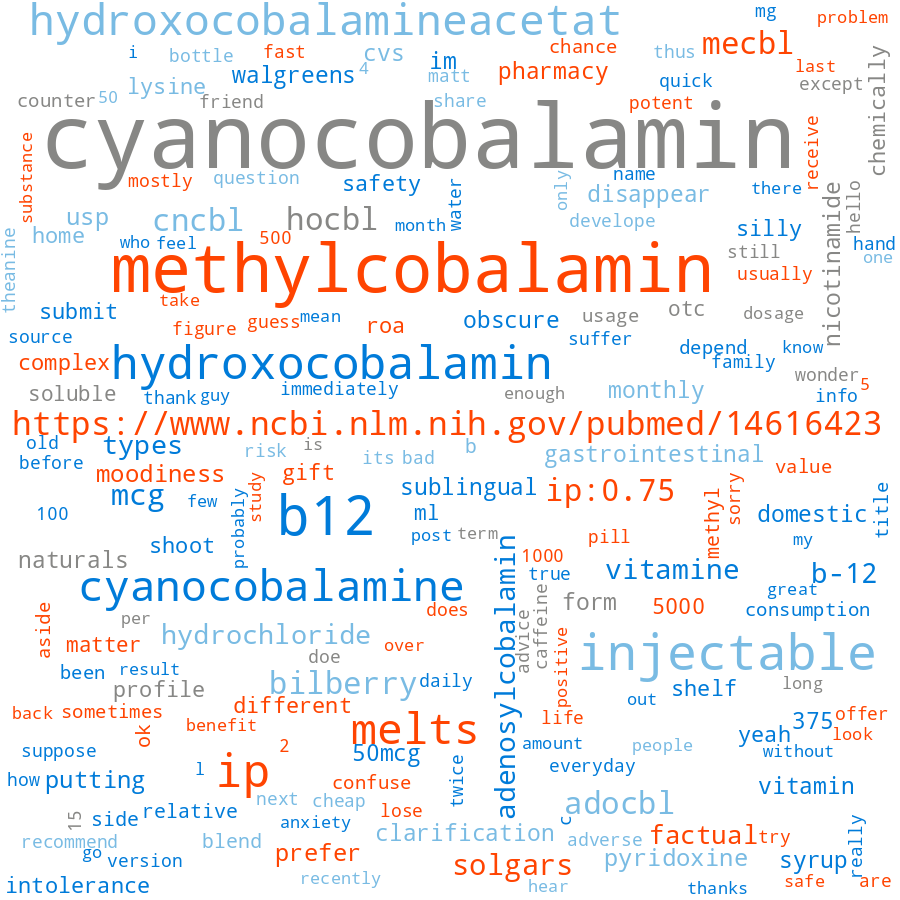 hydroxocobalamineacetat
mg
problem
i
bottle
fast
cvs
im
chance
thus
mecbl
walgreens
4
matt
pharmacy
last
counter
50
lysine
friend
share
quick
potent
except
chemically
cyanocobalamin
substance
mostly
question
safety
water
only
name
disappear
there
receive
usp
cncbl
hocbl
month
develope
silly
hello
home
who
feel
500
still
hand
one
theanine
methylcobalamin
usually
nicotinamide
take
submit
figure
guess
mean
roa
obscure
usage
otc
dosage
source
suffer
depend
know
complex
hydroxocobalamin
family
wonder
soluble
thank
guy
immediately
enough
monthly
info
5
https://www.ncbi.nlm.nih.gov/pubmed/14616423
old
types
risk
is
its
bad
b
gastrointestinal
before
moodiness
gift
value
mcg
few
study
sublingual
ip:0.75
methyl
sorry
100
probably
b12
ml
domestic
title
shoot
post
term
pill
my
naturals
1000
true
vitamine
b-12
cyanocobalamine
adenosylcobalamin
great
per
does
advice
caffeine
form
5000
consumption
aside
matter
hydrochloride
over
doe
injectable
been
result
bilberry
daily
positive
shelf
long
profile
different
out
back
sometimes
benefit
melts
life
375
offer
ok
yeah
look
suppose
2
50mcg
amount
people
without
how
putting
l
ip
confuse
twice
everyday
vitamin
next
cheap
lose
15
side
relative
anxiety
adocbl
c
recommend
blend
clarification
adverse
factual
try
really
go
version
prefer
solgars
pyridoxine
syrup
intolerance
recently
hear
thanks
safe
are